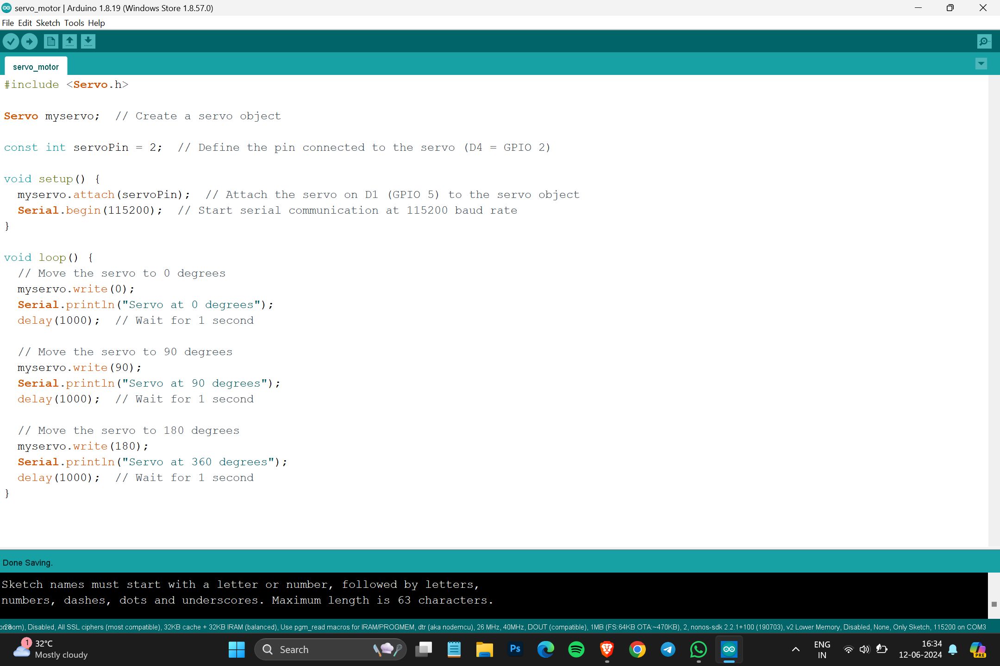 servo_motor | Arduino 1.8.19 (Windows Store 1.8.57.0)
File Edit Sketch Tools Help
servo_motor
#include <Servo.h>
Servo myservo;  // Create a servo object
const int servoPin = 2;  // Define the pin connected to the servo (D4 = GPIO 2)
void setup() {
  myservo.attach(servoPin);  // Attach the servo on D1 (GPIO 5) to the servo object
  Serial.begin(115200);  // Start serial communication at 115200 baud rate
}
void loop() {
  // Move the servo to 0 degrees
  myservo.write(0);
  Serial.println("Servo at 0 degrees");
  delay(1000);  // Wait for 1 second
  // Move the servo to 90 degrees
  myservo.write(90);
  Serial.println("Servo at 90 degrees");
  delay(1000);  // Wait for 1 second
  // Move the servo to 180 degrees
  myservo.write(180);
  Serial.println("Servo at 360 degrees");
  delay(1000);  // Wait for 1 second
}
Done Saving.
Sketch names must start with a letter or number, followed by letters,
numbers, dashes, dots and underscores. Maximum length is 63 characters.
Disabled, All SSL ciphers (most compatible), 32KB cache + 32KB IRAM (balanced), Use pgm_read macros for IRAM/PROGMEM, dtr (aka nodemcu), 26 MHz, 40MHz, DOUT (compatible), 1MB (FS:64KB OTA:~470KB), 2, nonos-sdk 2.2.1+100 (190703), v2 Lower Memory, Disabled, None, Only Sketch, 115200 on COM3
1
32°C
Mostly cloudy
Search
Ps
ENG
IN
16:34
12-06-2024
PRE